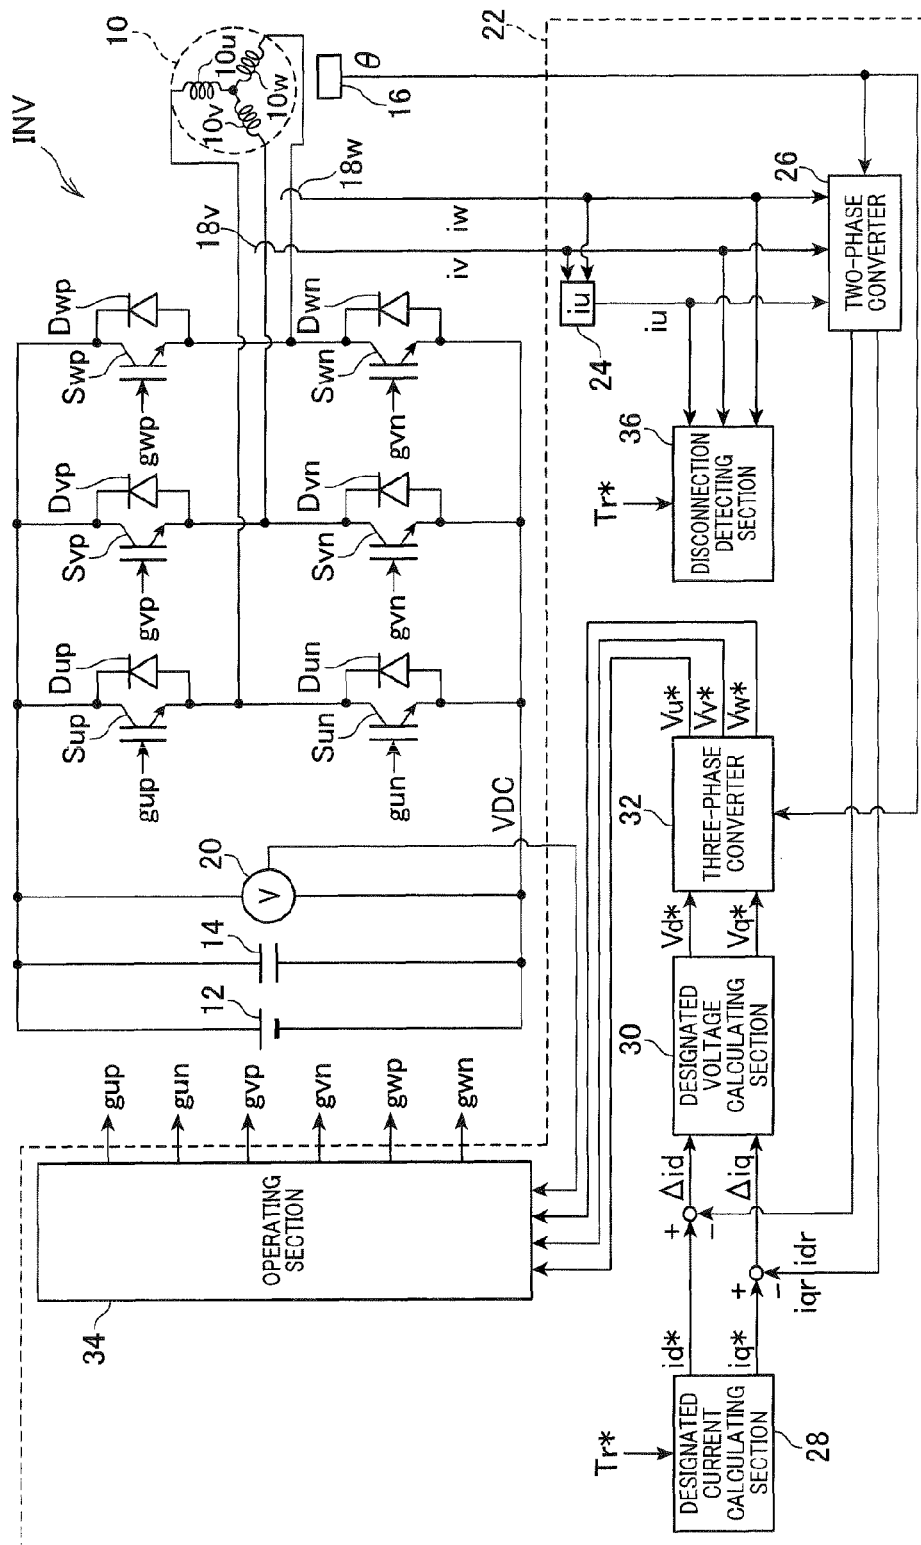 INV
10
10u
10v
10w
θ
16
18v
18w
iv
iw
Dup
Sup
gup
Dvp
Svp
gvp
Dwp
Swp
gwp
Dun
Sun
gun
Dvn
Svn
gvn
Dwn
Swn
gvn
12
14
20
V
VDC
22
gup
gun
gvp
gvn
gwp
gwn
OPERATING
SECTION
34
Tr*
DESIGNATED
CURRENT
CALCULATING
SECTION
28
id*
iq*
+
−
+
−
Δid
Δiq
iqr
idr
30
DESIGNATED
VOLTAGE
CALCULATING
SECTION
Vd*
Vq*
32
THREE-PHASE
CONVERTER
Vu*
Vv*
Vw*
Tr*
36
DISCONNECTION
DETECTING
SECTION
iu
24
iu
26
TWO-PHASE
CONVERTER